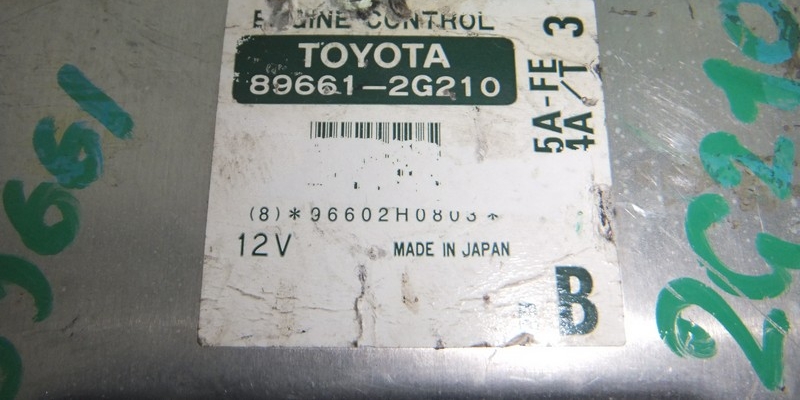 ENGINE CONTROL
TOYOTA
89661-2G210
(8)*96602H0803*
12V
MADE IN JAPAN
B
5A-FE
4A/T
3
89661
2G210